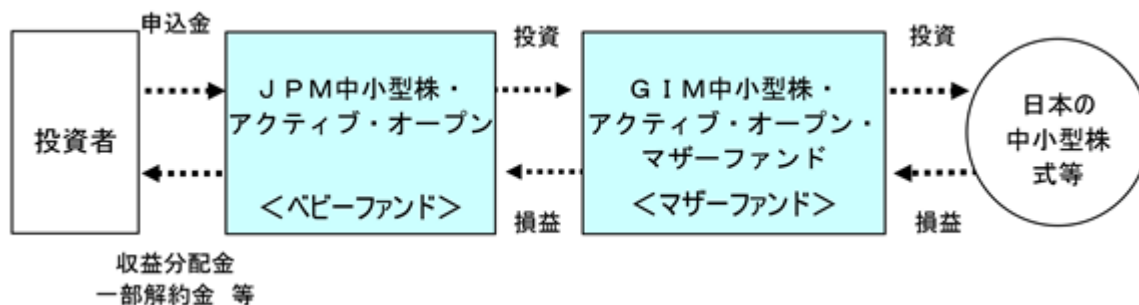 申込金
投資
投資
投資者
ＪＰＭ中小型株・
アクティブ・オープン
＜ベビーファンド＞
ＧＩＭ中小型株・
アクティブ・オープン・
マザーファンド
＜マザーファンド＞
日本の
中小型株
式等
損益
損益
収益分配金
一部解約金 等